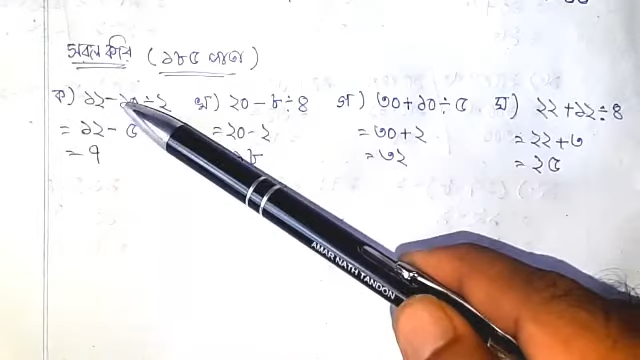 সরল করি (১৮৫ পাতা)
ক) ১২-১০÷২ খ) ২০-৮÷৪ গ) ৩০+১০÷৫ ঘ) ২২+১২÷৪
=১২-৫ =২০-২ =৩০+২ =২২+৩
=৭ ১৮ =৩২ =২৫
AMAR NATH TANDON